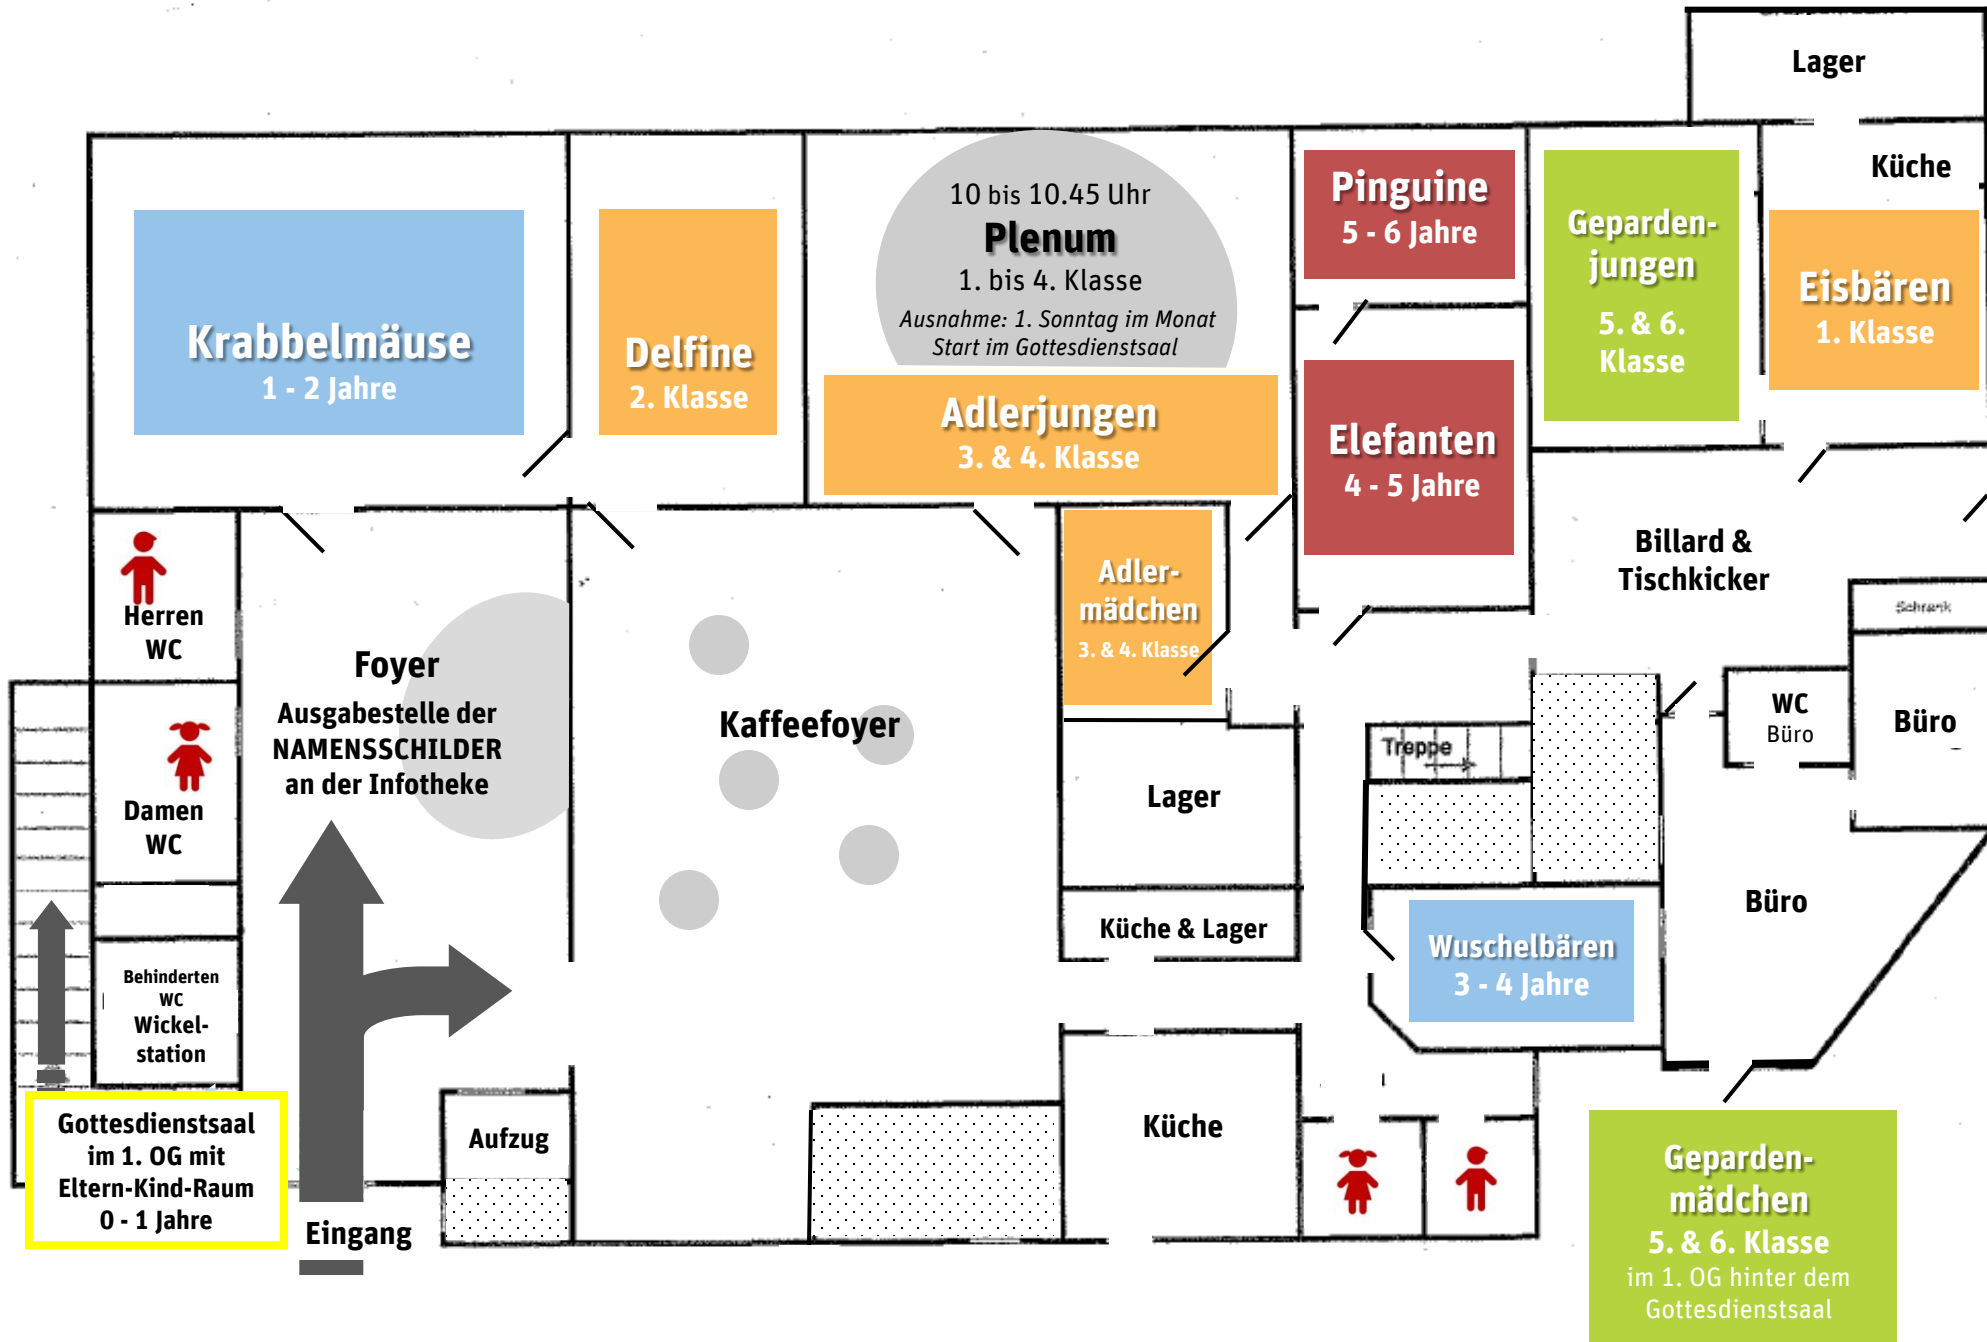 Lager
Küche
10 bis 10.45 Uhr
Plenum
1. bis 4. Klasse
Ausnahme: 1. Sonntag im Monat
Start im Gottesdienstsaal
Pinguine
5 - 6 Jahre
Geparden-
jungen
5. & 6.
Klasse
Eisbären
1. Klasse
Krabbelmäuse
1 - 2 Jahre
Delfine
2. Klasse
Adlerjungen
3. & 4. Klasse
Elefanten
4 - 5 Jahre
Billard &
Tischkicker
Adler-
mädchen
3. & 4. Klasse
Schrank
Herren
WC
Foyer
Ausgabestelle der
NAMENSSCHILDER
an der Infotheke
Kaffeefoyer
Treppe
WC
Büro
Büro
Damen
WC
Lager
Büro
Küche & Lager
Wuschelbären
3 - 4 Jahre
Behinderten
WC
Wickel-
station
Gottesdienstsaal
im 1. OG mit
Eltern-Kind-Raum
0 - 1 Jahre
Aufzug
Küche
Eingang
Geparden-
mädchen
5. & 6. Klasse
im 1. OG hinter dem
Gottesdienstsaal